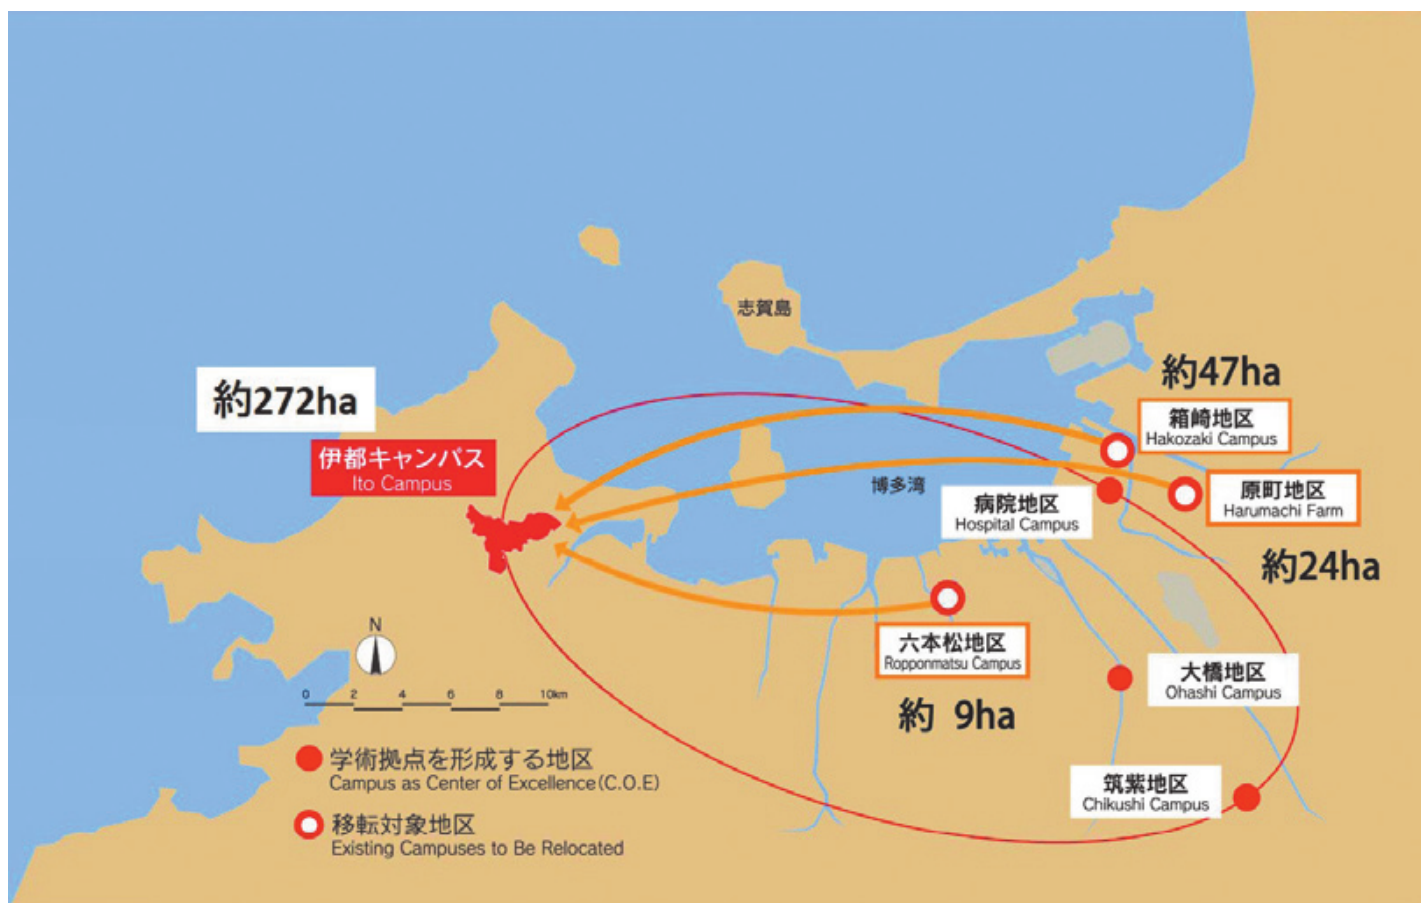 志賀島
約47ha
約272ha
箱崎地区
Hakozaki Campus
伊都キャンパス
Ito Campus
博多湾
病院地区
Hospital Campus
原町地区
Harumachi Farm
約24ha
六本松地区
Ropponmatsu Campus
約 9ha
大橋地区
Ohashi Campus
筑紫地区
Chikushi Campus
N
0 2 4 6 8 10km
学術拠点を形成する地区
Campus as Center of Excellence(C.O.E)
移転対象地区
Existing Campuses to Be Relocated